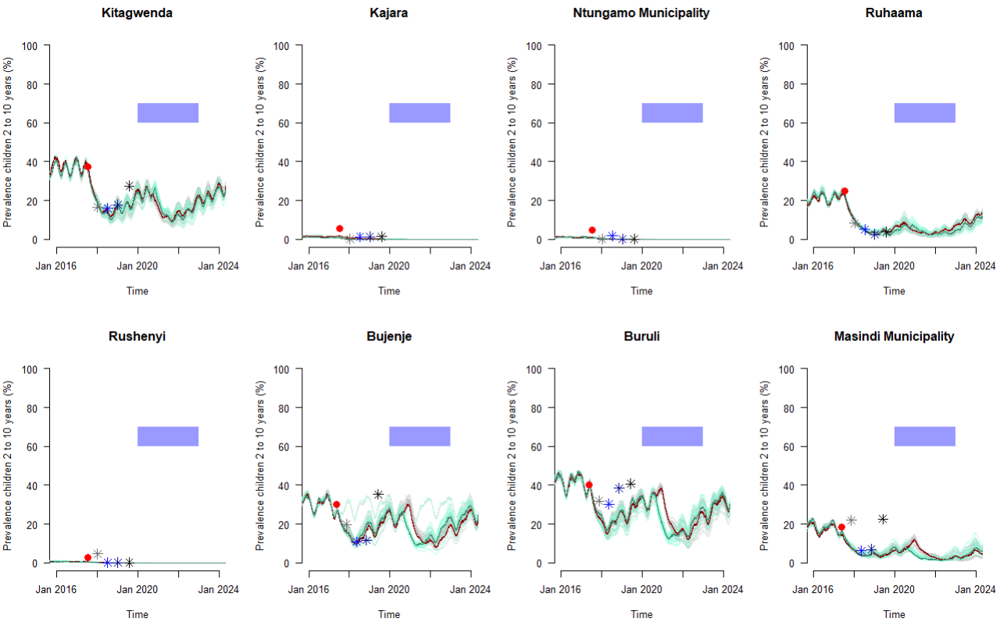 Kitagwenda
Kajara
Ntungamo Municipality
Ruhaama
Prevalence children 2 to 10 years (%)
100
80
60
40
20
0
Jan 2016
Jan 2020
Jan 2024
Time
Prevalence children 2 to 10 years (%)
100
80
60
40
20
0
Jan 2016
Jan 2020
Jan 2024
Time
Prevalence children 2 to 10 years (%)
100
80
60
40
20
0
Jan 2016
Jan 2020
Jan 2024
Time
Prevalence children 2 to 10 years (%)
100
80
60
40
20
0
Jan 2016
Jan 2020
Jan 2024
Time
Rushenyi
Bujenje
Buruli
Masindi Municipality
Prevalence children 2 to 10 years (%)
100
80
60
40
20
0
Jan 2016
Jan 2020
Jan 2024
Time
Prevalence children 2 to 10 years (%)
100
80
60
40
20
0
Jan 2016
Jan 2020
Jan 2024
Time
Prevalence children 2 to 10 years (%)
100
80
60
40
20
0
Jan 2016
Jan 2020
Jan 2024
Time
Prevalence children 2 to 10 years (%)
100
80
60
40
20
0
Jan 2016
Jan 2020
Jan 2024
Time